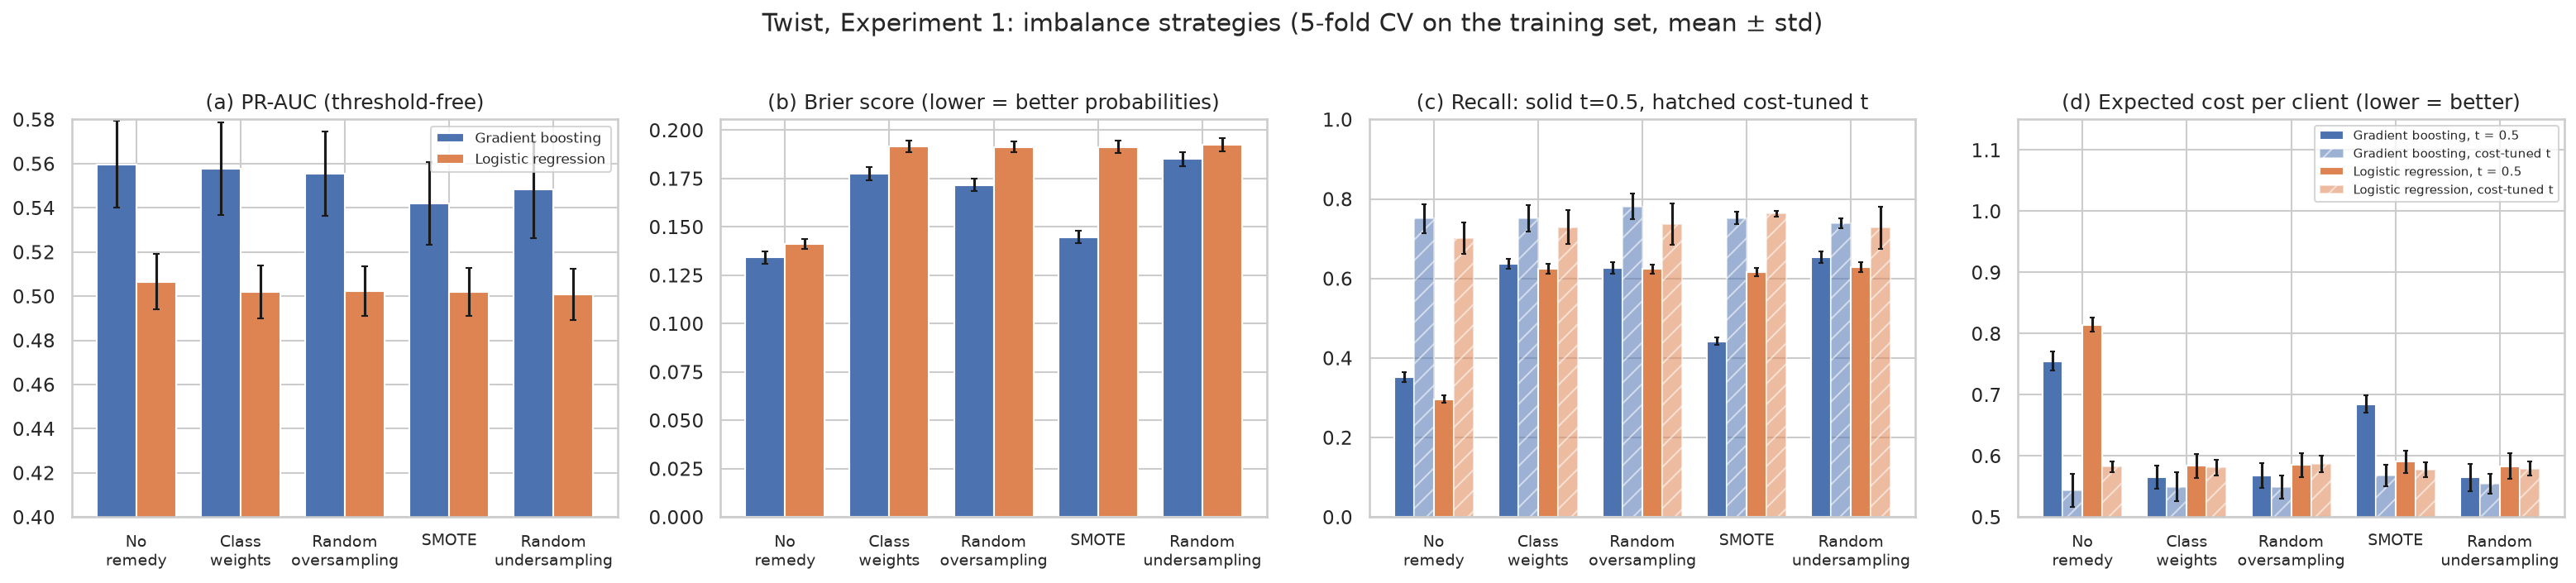 Twist, Experiment 1: imbalance strategies (5-fold CV on the training set, mean ± std)
(a) PR-AUC (threshold-free)
0.58
0.56
0.54
0.52
0.50
0.48
0.46
0.44
0.42
0.40
Gradient boosting
Logistic regression
No
remedy
Class
weights
Random
oversampling
SMOTE
Random
undersampling
(b) Brier score (lower = better probabilities)
0.200
0.175
0.150
0.125
0.100
0.075
0.050
0.025
0.000
No
remedy
Class
weights
Random
oversampling
SMOTE
Random
undersampling
(c) Recall: solid t=0.5, hatched cost-tuned t
1.0
0.8
0.6
0.4
0.2
0.0
No
remedy
Class
weights
Random
oversampling
SMOTE
Random
undersampling
(d) Expected cost per client (lower = better)
1.1
1.0
0.9
0.8
0.7
0.6
0.5
Gradient boosting, t = 0.5
Gradient boosting, cost-tuned t
Logistic regression, t = 0.5
Logistic regression, cost-tuned t
No
remedy
Class
weights
Random
oversampling
SMOTE
Random
undersampling